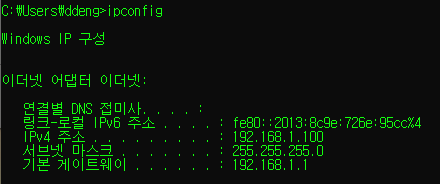 C:₩Users₩ddeng>ipconfig
Windows IP 구성
이더넷 어댑터 이더넷:
연결별 DNS 접미사. . . . :
링크-로컬 IPv6 주소 . . . . : fe80::2013:8c9e:726e:95cc%4
IPv4 주소 . . . . . . . . . : 192.168.1.100
서브넷 마스크 . . . . . . . : 255.255.255.0
기본 게이트웨이 . . . . . . : 192.168.1.1